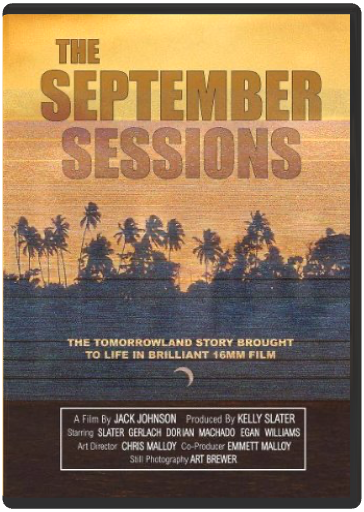 THE
SEPTEMBER
SESSIONS
THE TOMORROWLAND STORY BROUGHT
TO LIFE IN BRILLIANT 16MM FILM
A Film By JACK JOHNSON Produced By KELLY SLATER
Starring SLATER GERLACH DORIAN MACHADO EGAN WILLIAMS
Art Director CHRIS MALLOY Co-Producer EMMETT MALLOY
Still Photography ART BREWER